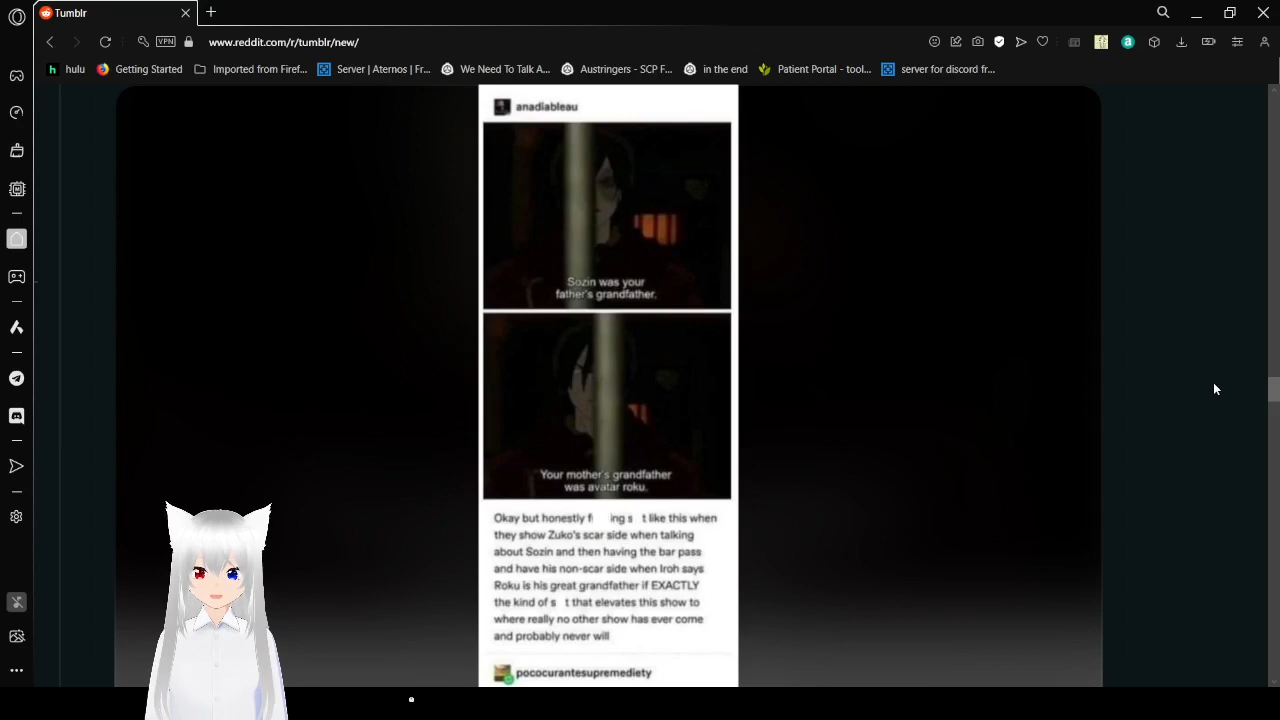 Tumblr
VPN
www.reddit.com/r/tumblr/new/
hulu
Getting Started
Imported from Firef...
Server | Aternos | Fr...
We Need To Talk A...
Austringers - SCP F...
in the end
Patient Portal - tool...
server for discord fr...
anadiableau
Sozin was your
father's grandfather.
Your mother's grandfather
was avatar roku.
Okay but honestly f ing s t like this when
they show Zuko's scar side when talking
about Sozin and then having the bar pass
and have his non-scar side when Iroh says
Roku is his great grandfather if EXACTLY
the kind of s t that elevates this show to
where really no other show has ever come
and probably never will
pococurantesupremediety